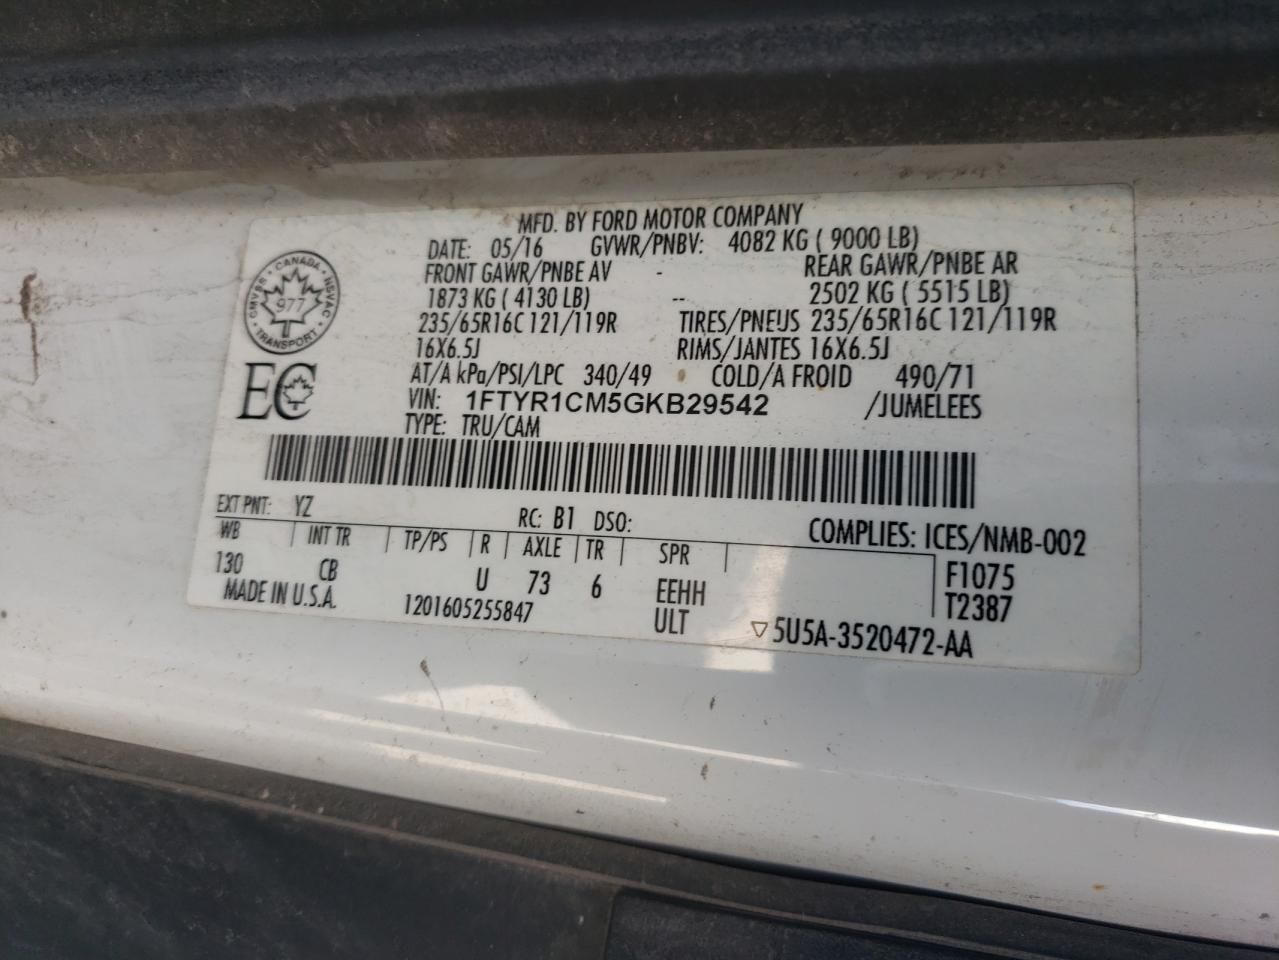 MFD. BY FORD MOTOR COMPANY
DATE: 05/16 GVWR/PNBV: 4082 KG ( 9000 LB)
FRONT GAWR/PNBE AV - REAR GAWR/PNBE AR
1873 KG ( 4130 LB) -- 2502 KG ( 5515 LB)
235/65R16C 121/119R TIRES/PNEUS 235/65R16C 121/119R
16X6.5J RIMS/JANTES 16X6.5J
AT/A kPa/PSI/LPC 340/49 COLD/A FROID 490/71
VIN: 1FTYR1CM5GKB29542 /JUMELEES
TYPE: TRU/CAM
CANADA
CMVSS NSVAC
977
TRANSPORT
EC
EXT PNT: YZ RC: B1 DSO: COMPLIES: ICES/NMB-002
WB INT TR TP/PS R AXLE TR SPR F1075
130 CB U 73 6 EEHH T2387
MADE IN U.S.A. 1201605255847 ULT ▽5U5A-3520472-AA